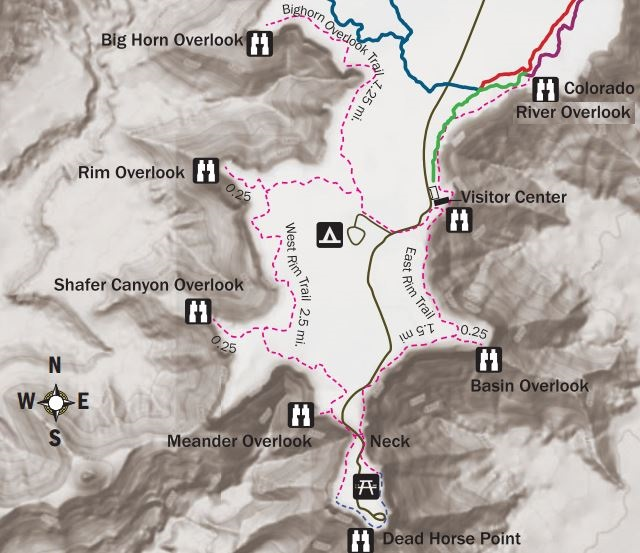 Bighorn Overlook Trail 1.25 mi.
Big Horn Overlook
Colorado
River Overlook
Rim Overlook
0.25
Visitor Center
West Rim Trail 2.5 mi.
East Rim Trail
1.5 mi
Shafer Canyon Overlook
0.25
0.25
Basin Overlook
N
W E
S
Meander Overlook
Neck
Dead Horse Point